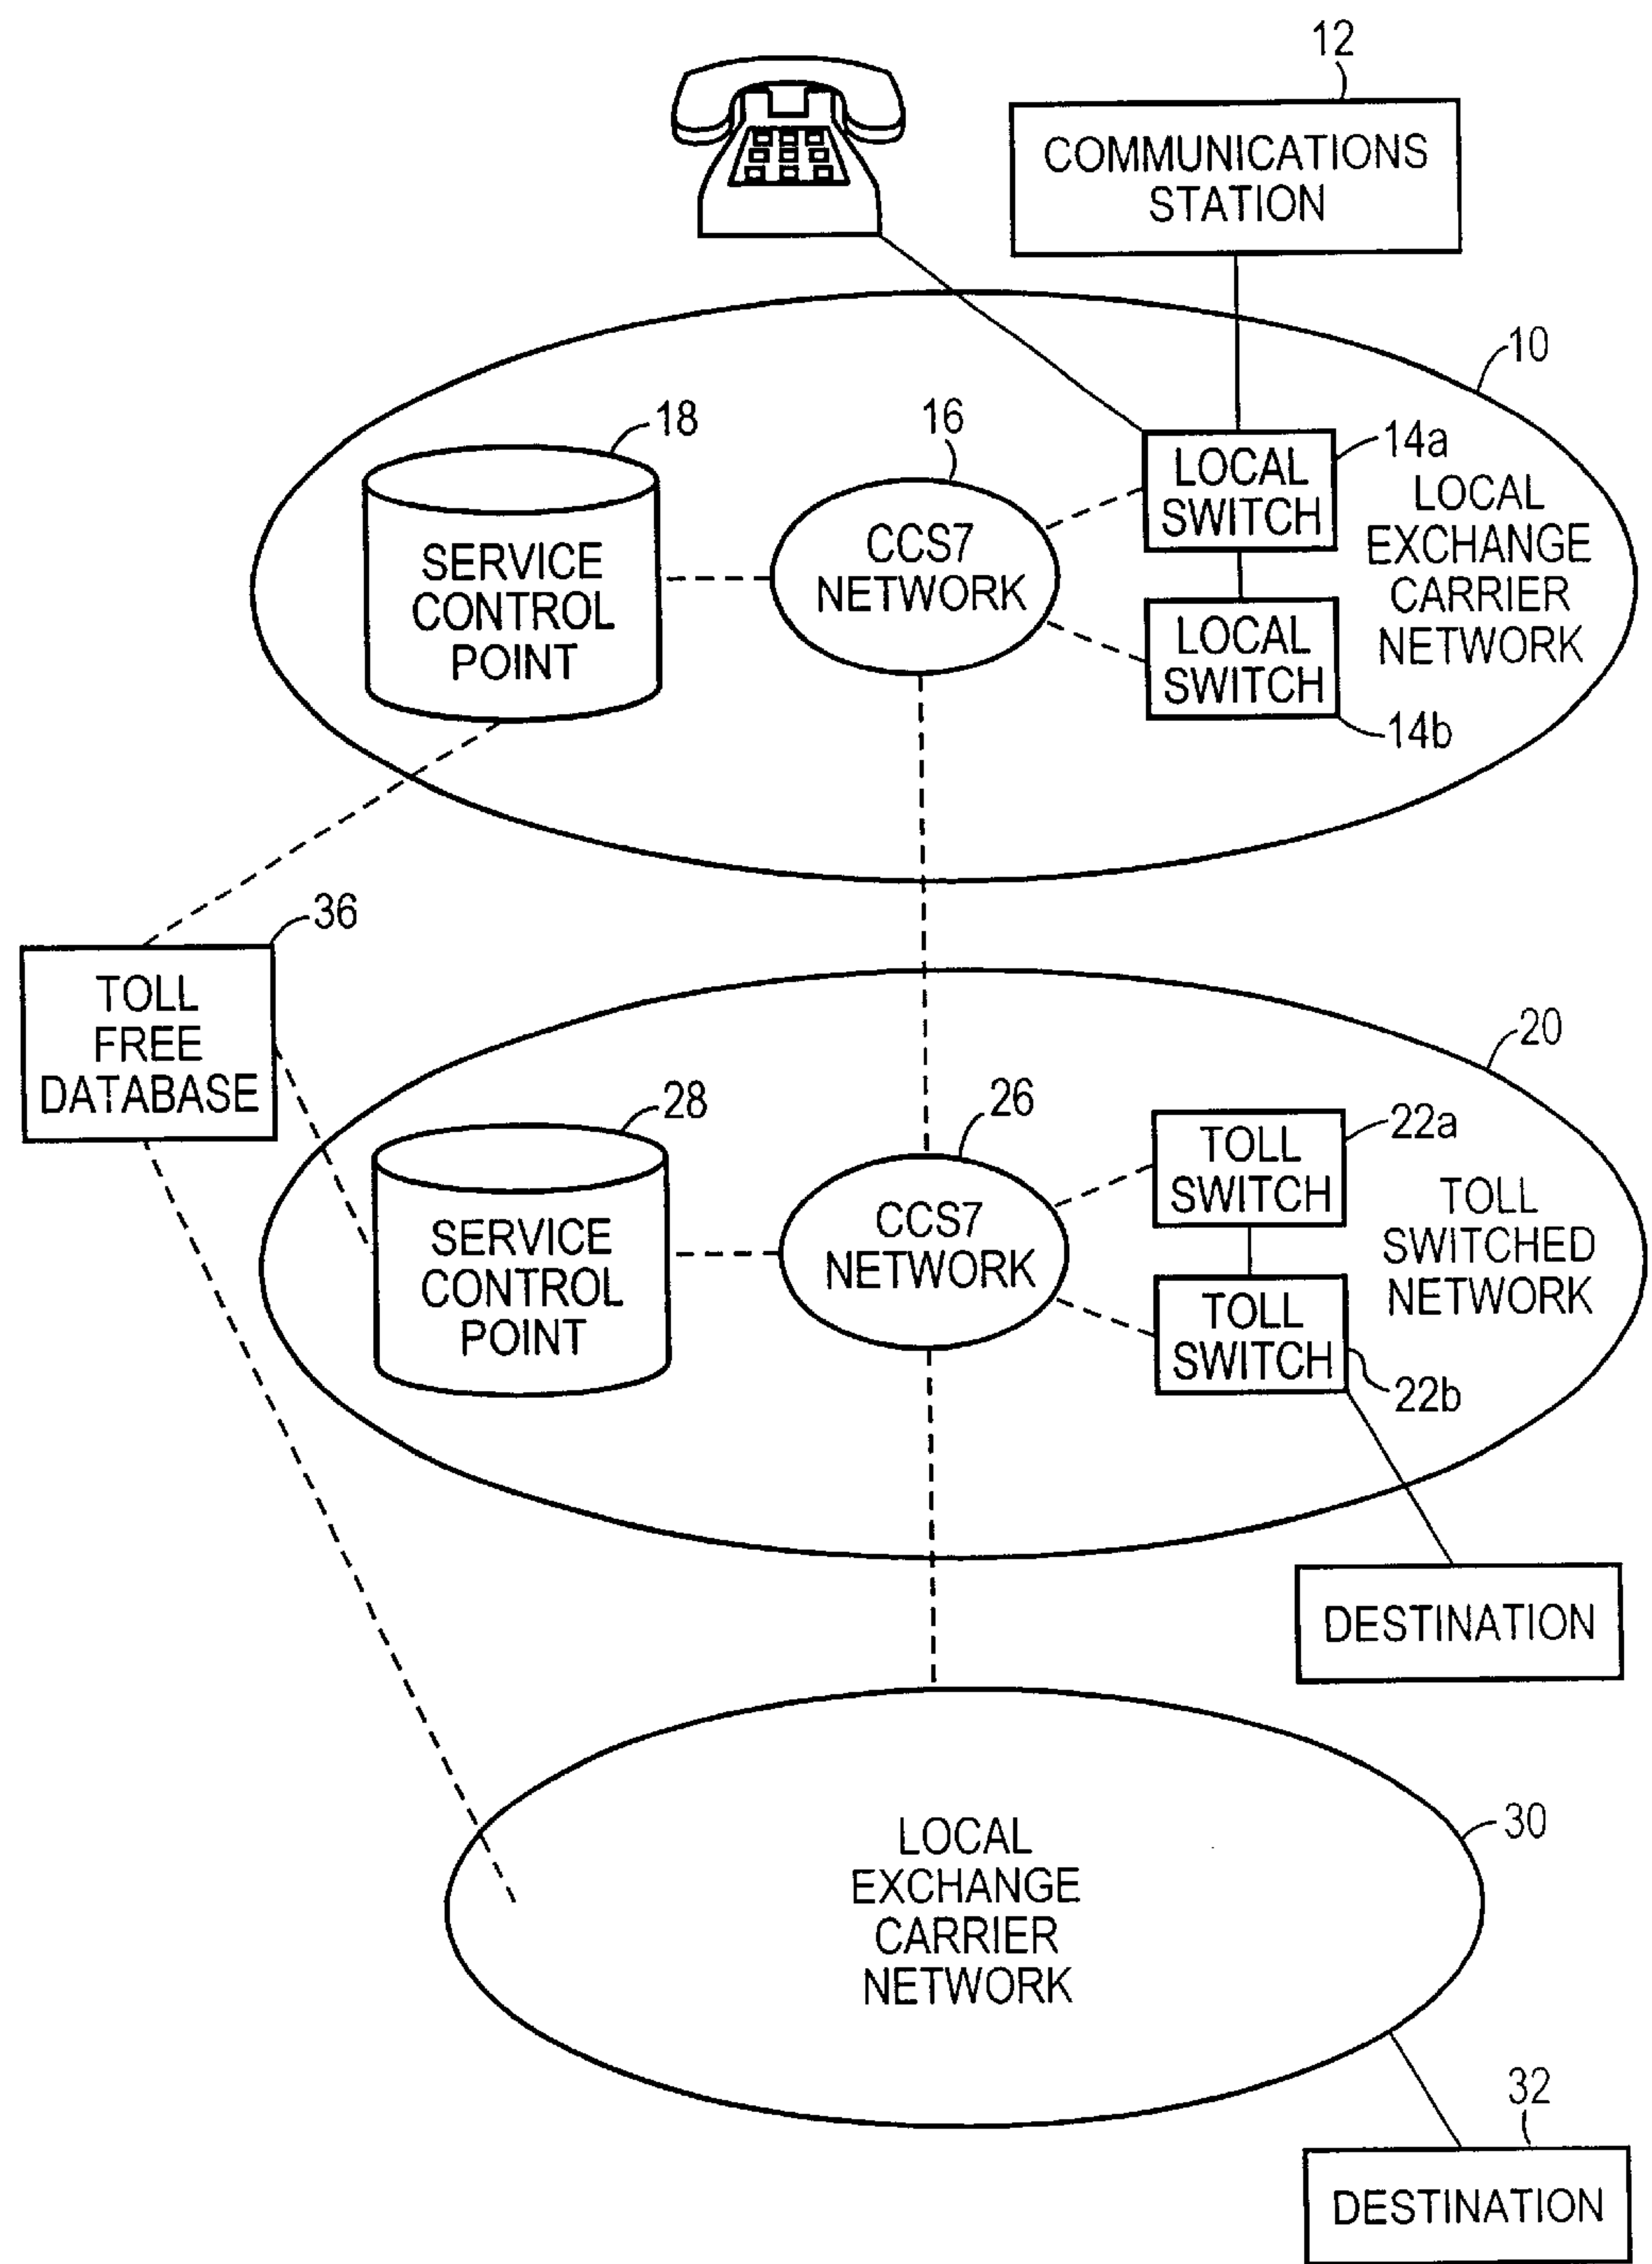 12
COMMUNICATIONS
STATION
10
18
16
14a
LOCAL
SWITCH
LOCAL
EXCHANGE
CARRIER
NETWORK
CCS7
NETWORK
SERVICE
CONTROL
POINT
LOCAL
SWITCH
14b
36
TOLL
FREE
DATABASE
20
28
26
22a
TOLL
SWITCH
TOLL
SWITCHED
NETWORK
CCS7
NETWORK
SERVICE
CONTROL
POINT
TOLL
SWITCH
22b
DESTINATION
30
LOCAL
EXCHANGE
CARRIER
NETWORK
32
DESTINATION